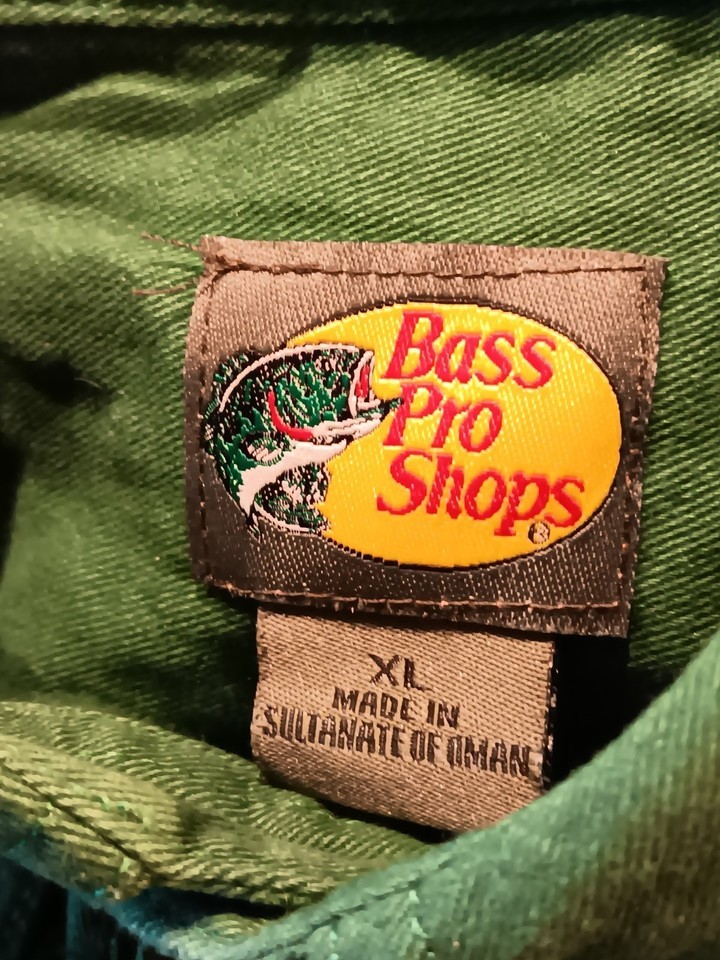 Bass
Pro
Shops
®
XL
MADE IN
SULTANATE OF OMAN